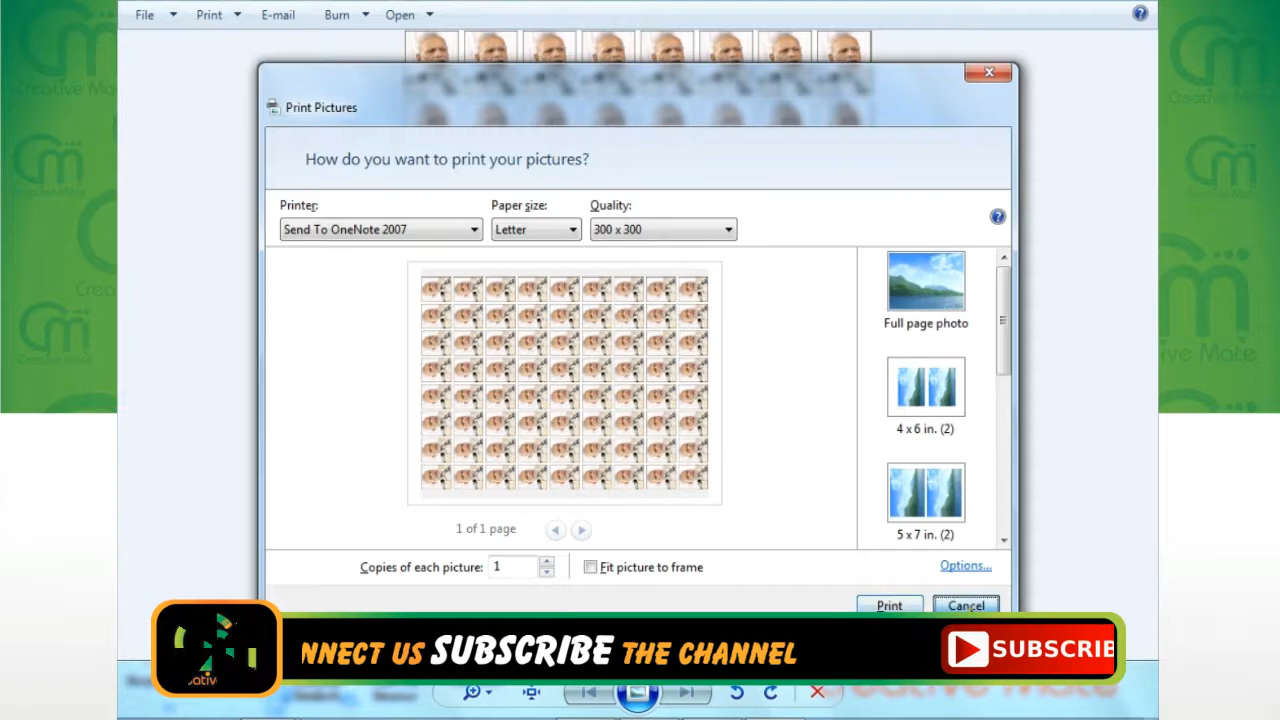 File Print E-mail Burn Open
Print Pictures
How do you want to print your pictures?
Printer: Paper size: Quality:
Send To OneNote 2007 Letter 300 x 300
Full page photo
4 x 6 in. (2)
5 x 7 in. (2)
1 of 1 page
Copies of each picture: 1 Fit picture to frame Options...
Print Cancel
NNECT US SUBSCRIBE THE CHANNEL
SUBSCRIBE
Creative Mate